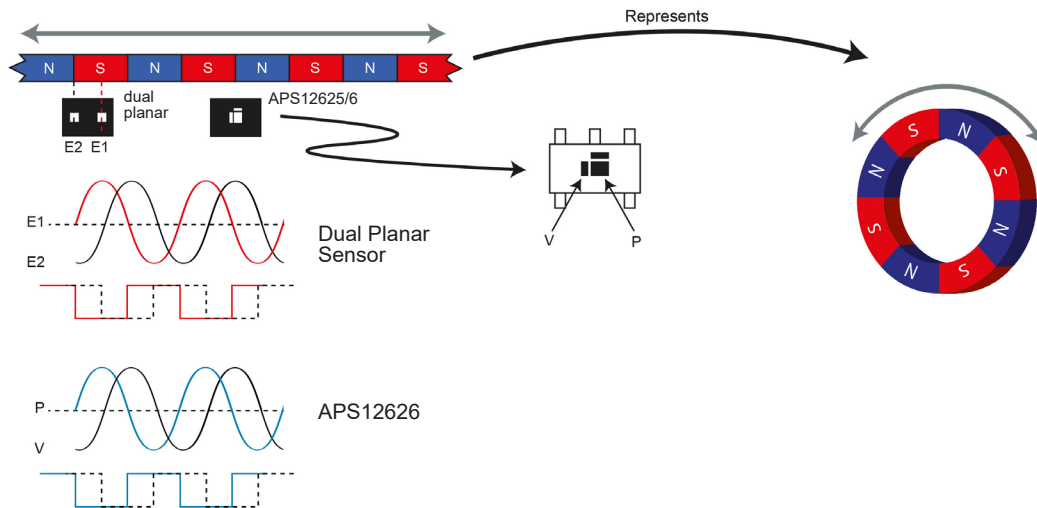 Represents
N S N S N S N S
dual
planar
APS12625/6
E2 E1
V P
S N
N S
S N
N S
E1
E2
Dual Planar
Sensor
P
V
APS12626